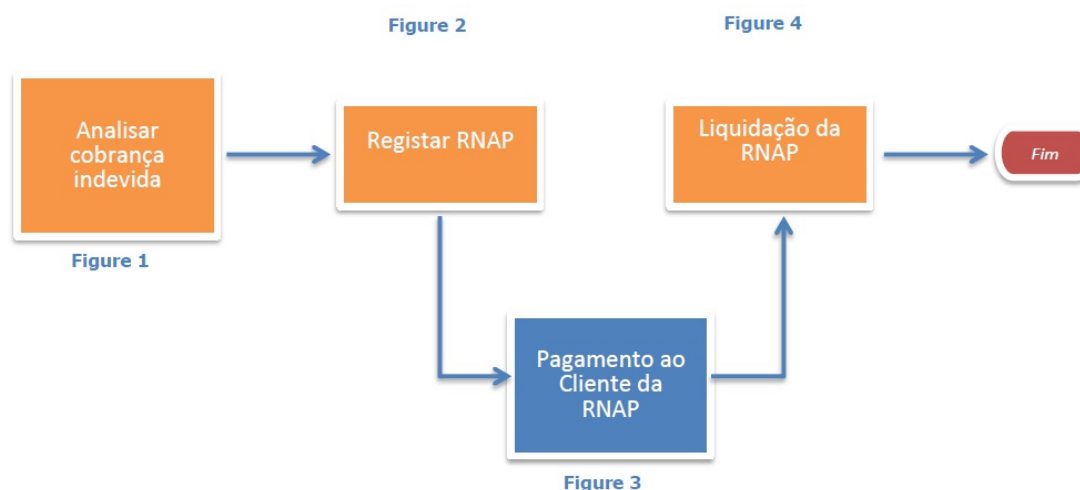 Figure 2
Figure 4
Analisar
cobrança
indevida
Registar RNAP
Liquidação da
RNAP
Fim
Figure 1
Pagamento ao
Cliente da
RNAP
Figure 3